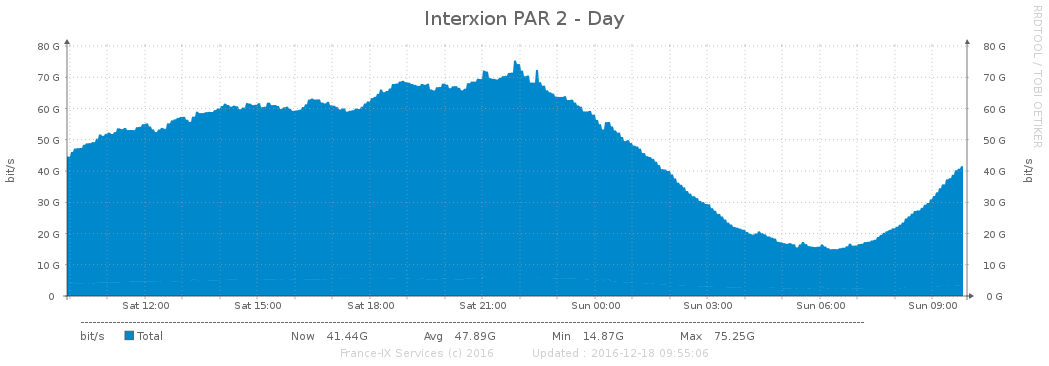 Interxion PAR 2 - Day
RRDTOOL / TOBI OETIKER
bit/s
80 G 80 G
70 G 70 G
60 G 60 G
50 G 50 G
40 G 40 G
30 G 30 G
20 G 20 G
10 G 10 G
0 0 G
bit/s
Sat 12:00 Sat 15:00 Sat 18:00 Sat 21:00 Sun 00:00 Sun 03:00 Sun 06:00 Sun 09:00
bit/s Total Now 41.44G Avg 47.89G Min 14.87G Max 75.25G
France-IX Services (c) 2016 Updated : 2016-12-18 09:55:06